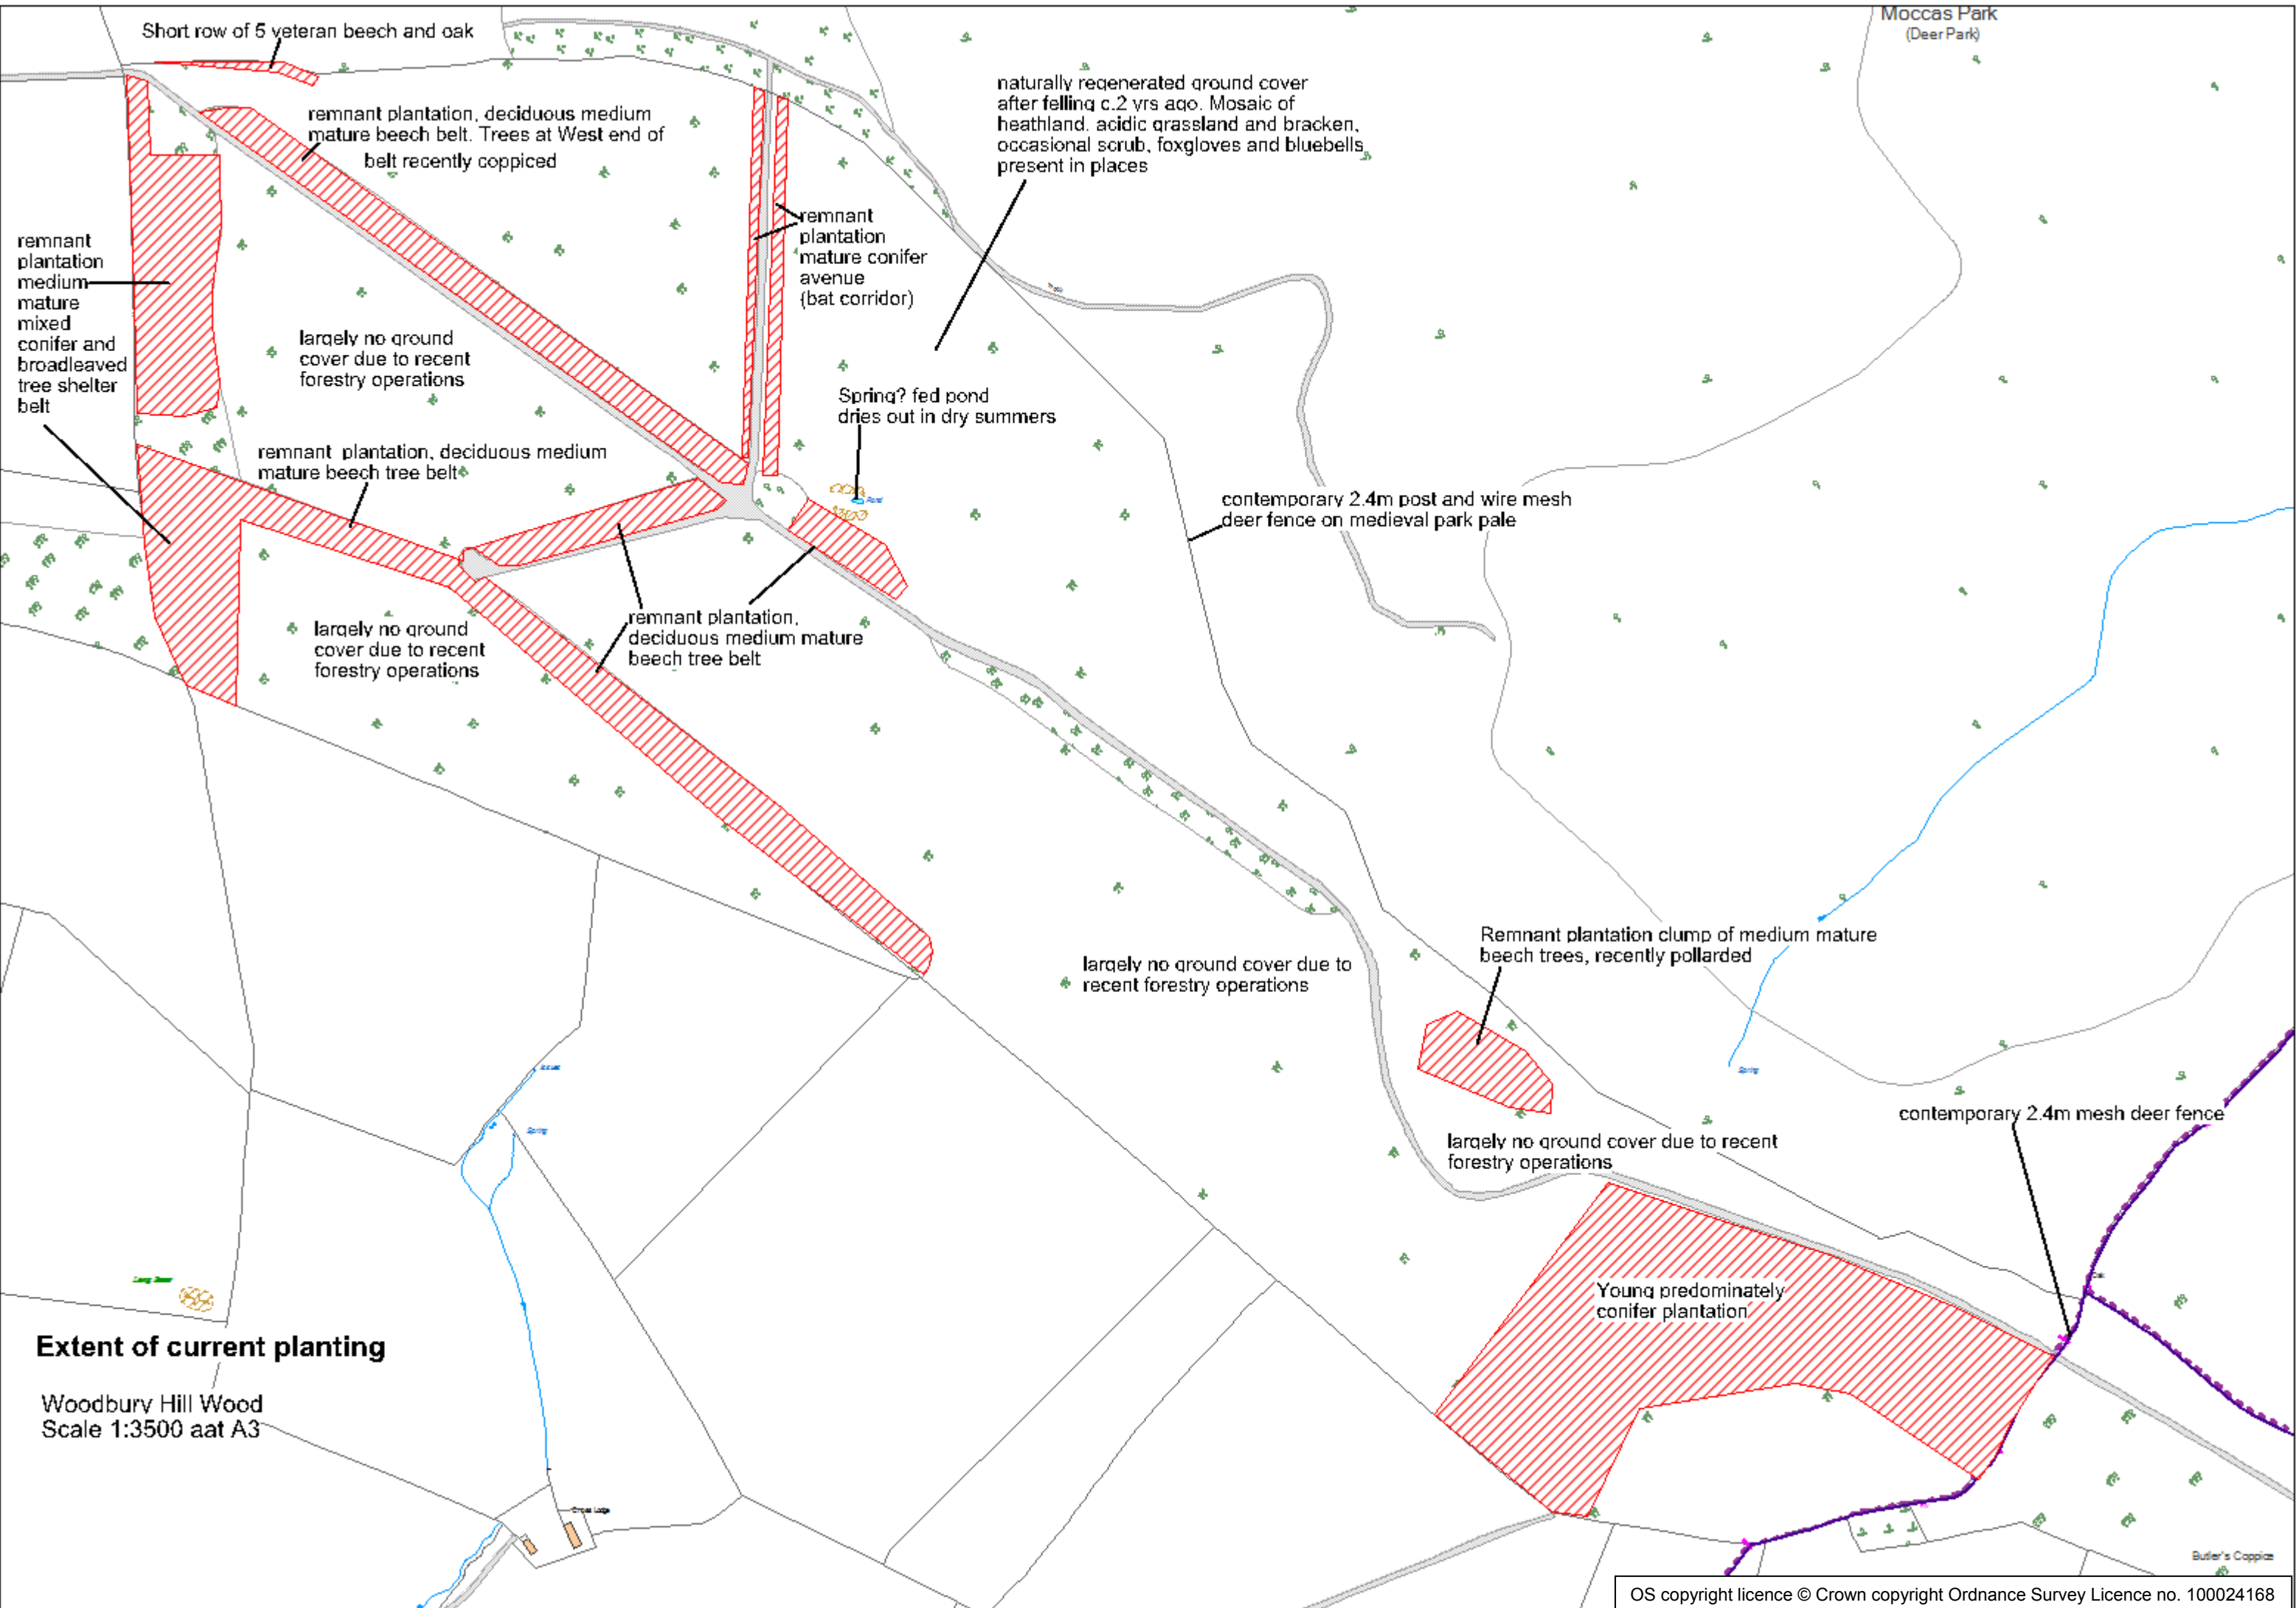 Moccas Park
(Deer Park)
Short row of 5 veteran beech and oak
remnant plantation, deciduous medium
mature beech belt. Trees at West end of
belt recently coppiced
naturally regenerated ground cover
after felling c.2 yrs ago. Mosaic of
heathland. acidic grassland and bracken,
occasional scrub, foxgloves and bluebells
present in places
remnant
plantation
mature conifer
avenue
(bat corridor)
remnant
plantation
medium
mature
mixed
conifer and
broadleaved
tree shelter
belt
largely no ground
cover due to recent
forestry operations
Spring? fed pond
dries out in dry summers
Pond
remnant plantation, deciduous medium
mature beech tree belt
contemporary 2.4m post and wire mesh
deer fence on medieval park pale
largely no ground
cover due to recent
forestry operations
remnant plantation,
deciduous medium mature
beech tree belt
largely no ground cover due to
recent forestry operations
Remnant plantation clump of medium mature
beech trees, recently pollarded
Spring
contemporary 2.4m mesh deer fence
largely no ground cover due to recent
forestry operations
Spring
Young predominately
conifer plantation
Extent of current planting
Woodbury Hill Wood
Scale 1:3500 aat A3
Butler's Coppice
OS copyright licence © Crown copyright Ordnance Survey Licence no. 100024168